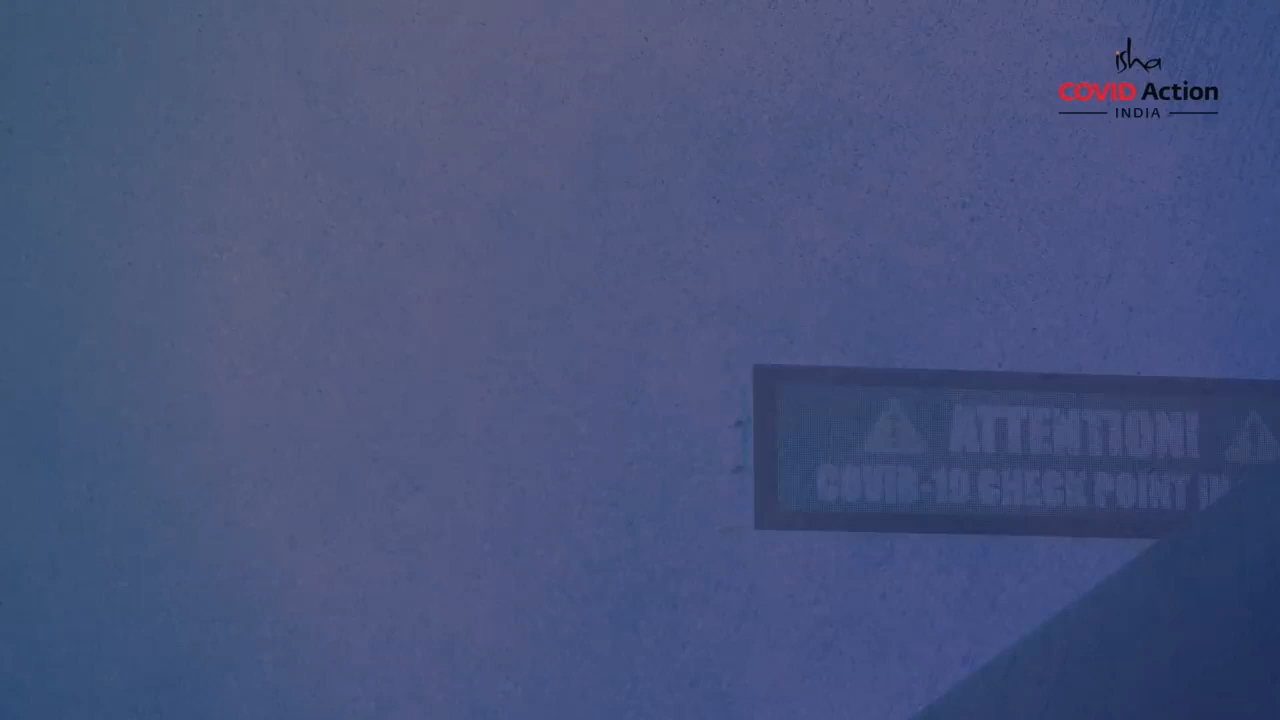 isha
COVID Action
INDIA
ATTENTION!
COVID-19 CHECK POINT